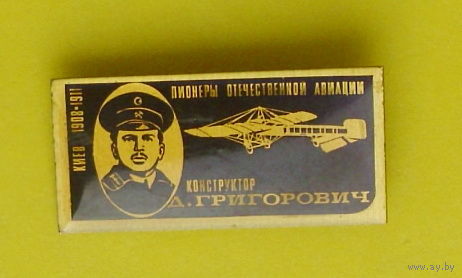 КИЕВ 1908-1911
ПИОНЕРЫ ОТЕЧЕСТВЕННОЙ АВИАЦИИ
КОНСТРУКТОР
Д. ГРИГОРОВИЧ
www.ay.by